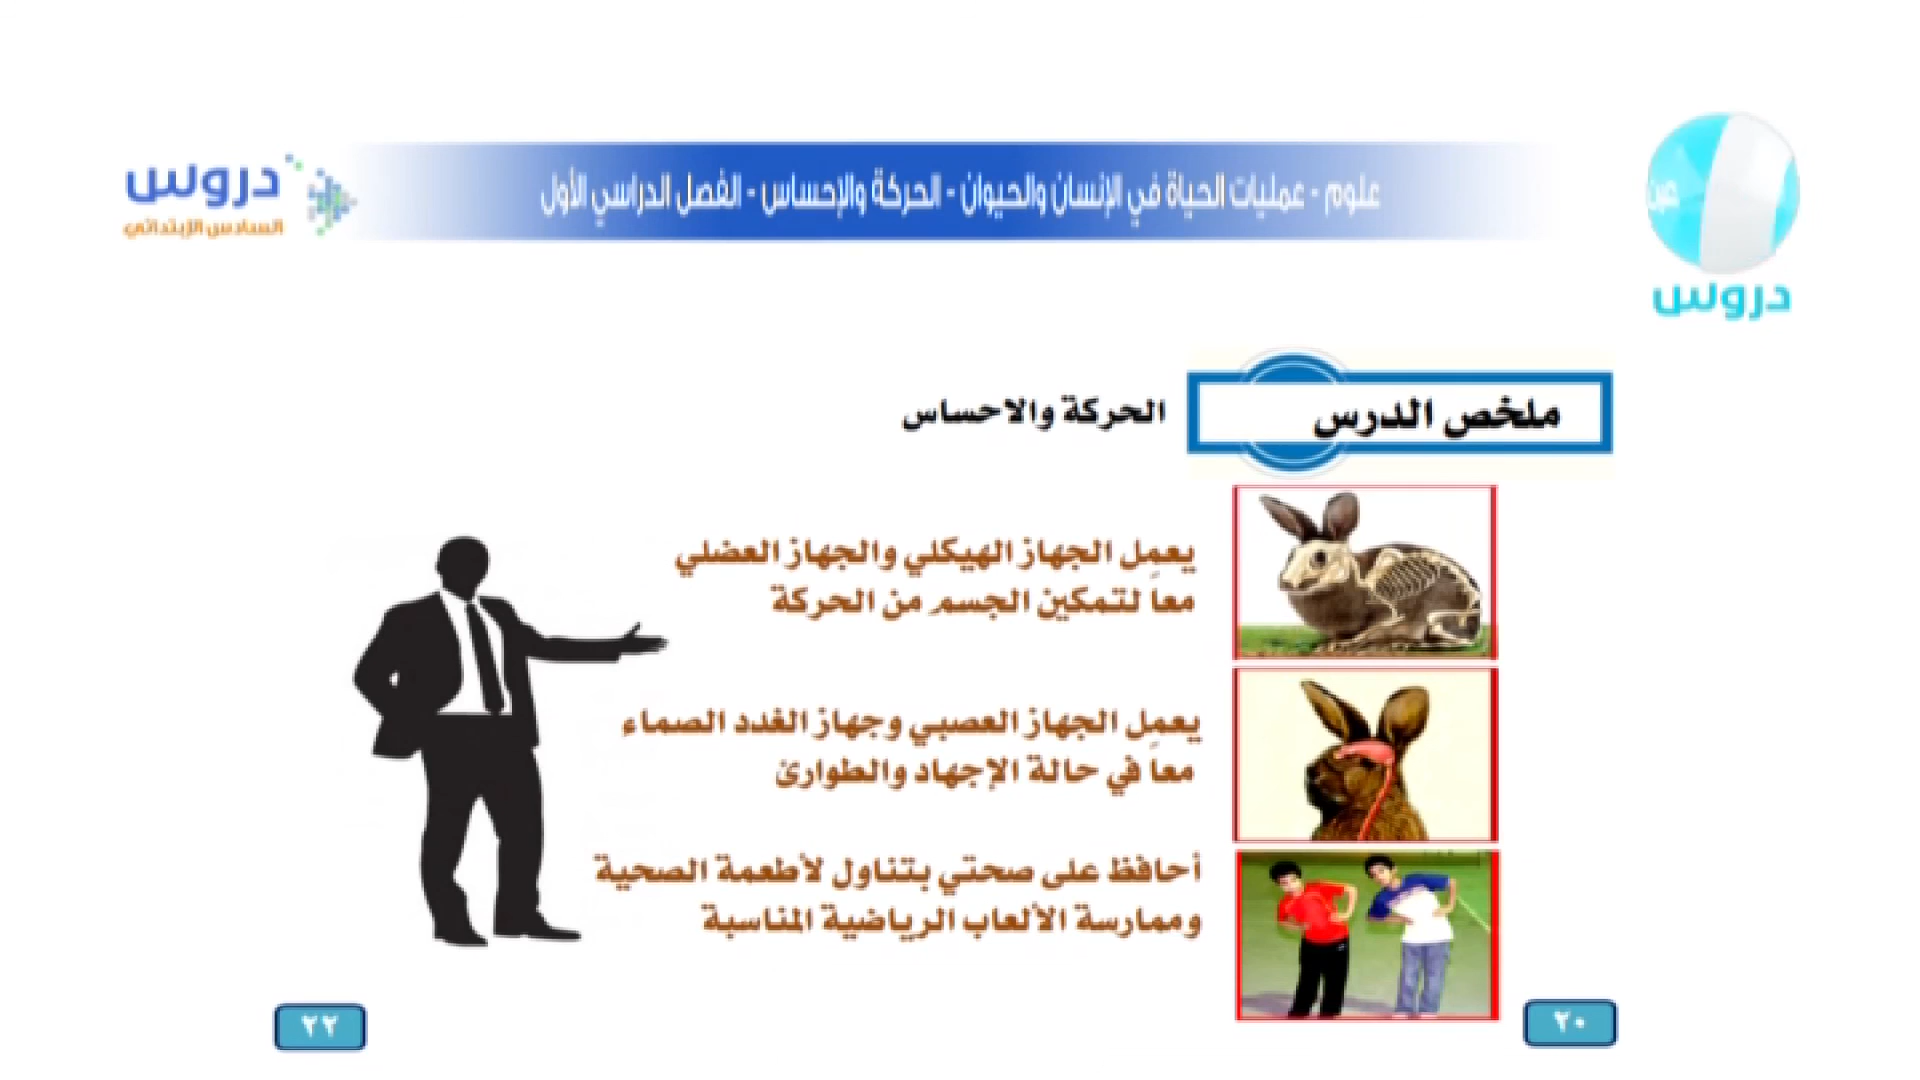 علوم - عمليات الحياة في الإنسان والحيوان - الحركة والإحساس - الفصل الدراسي الأول
عين
دروس
دروس
السادس الإبتدائي
ملخص الدرس
الحركة والاحساس
يعمل الجهاز الهيكلي والجهاز العضلي
معا لتمكين الجسم من الحركة
يعمل الجهاز العصبي وجهاز الغدد الصماء
معا في حالة الإجهاد والطوارئ
أحافظ على صحتي بتناول لأطعمة الصحية
وممارسة الألعاب الرياضية المناسبة
٢٠
٢٢